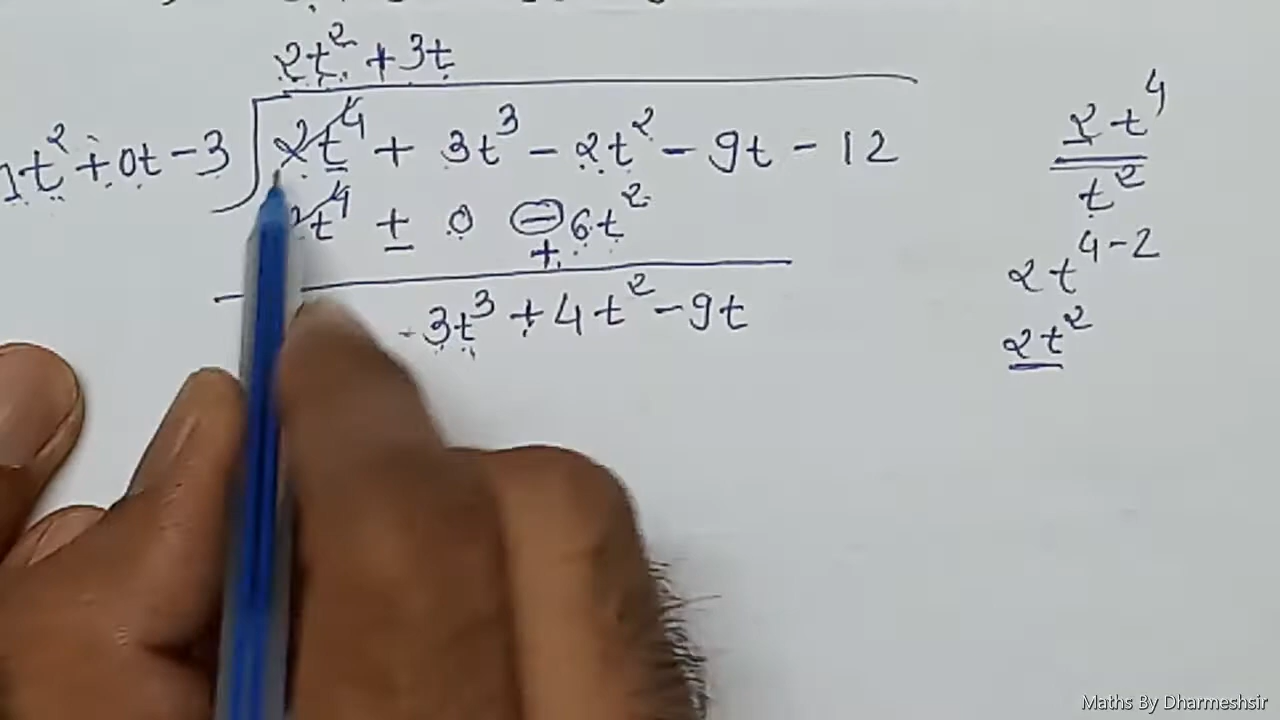 2t² + 3t
1t² + 0t - 3 2t⁴ + 3t³ - 2t² - 9t - 12
2t⁴ + 0 - 6t²
+
3t³ + 4t² - 9t
2t⁴
t²
2t⁴⁻²
2t²
Maths By Dharmeshsir